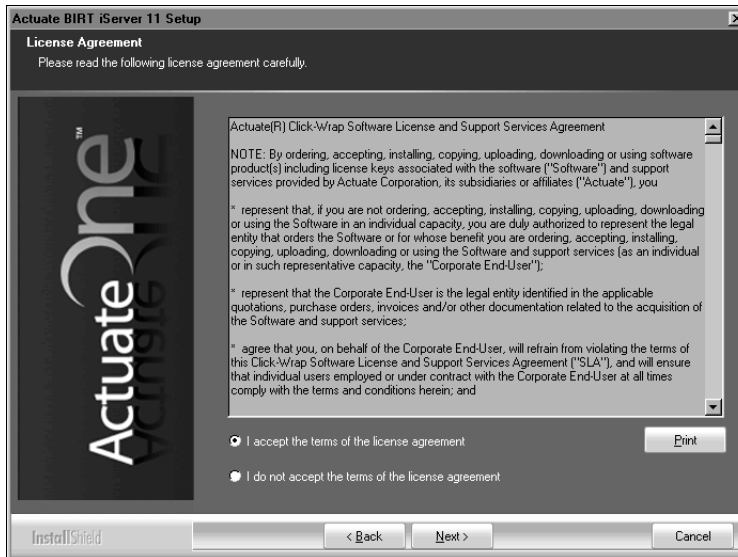 Actuate BIRT iServer 11 Setup
License Agreement
Please read the following license agreement carefully.
ActuateOne™
Actuate(R) Click-Wrap Software License and Support Services Agreement
NOTE: By ordering, accepting, installing, copying, uploading, downloading or using software
product(s) including license keys associated with the software ("Software") and support
services provided by Actuate Corporation, its subsidiaries or affiliates ("Actuate"), you
* represent that, if you are not ordering, accepting, installing, copying, uploading, downloading
or using the Software in an individual capacity, you are duly authorized to represent the legal
entity that orders the Software or for whose benefit you are ordering, accepting, installing,
copying, uploading, downloading or using the Software and support services (as an individual
or in such representative capacity, the "Corporate End-User");
* represent that the Corporate End-User is the legal entity identified in the applicable
quotations, purchase orders, invoices and/or other documentation related to the acquisition of
the Software and support services;
* agree that you, on behalf of the Corporate End-User, will refrain from violating the terms of
this Click-Wrap Software License and Support Services Agreement ("SLA"), and will ensure
that individual users employed or under contract with the Corporate End-User at all times
comply with the terms and conditions herein; and
I accept the terms of the license agreement
Print
I do not accept the terms of the license agreement
InstallShield
< Back
Next >
Cancel